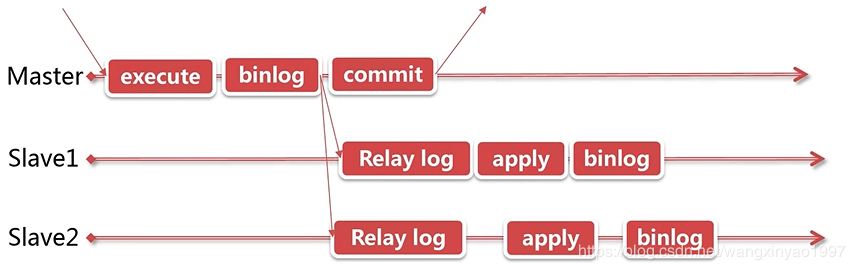 Master execute binlog commit
Slave1 Relay log apply binlog
Slave2 Relay log apply binlog
https://blog.csdn.net/wangxinyao1997